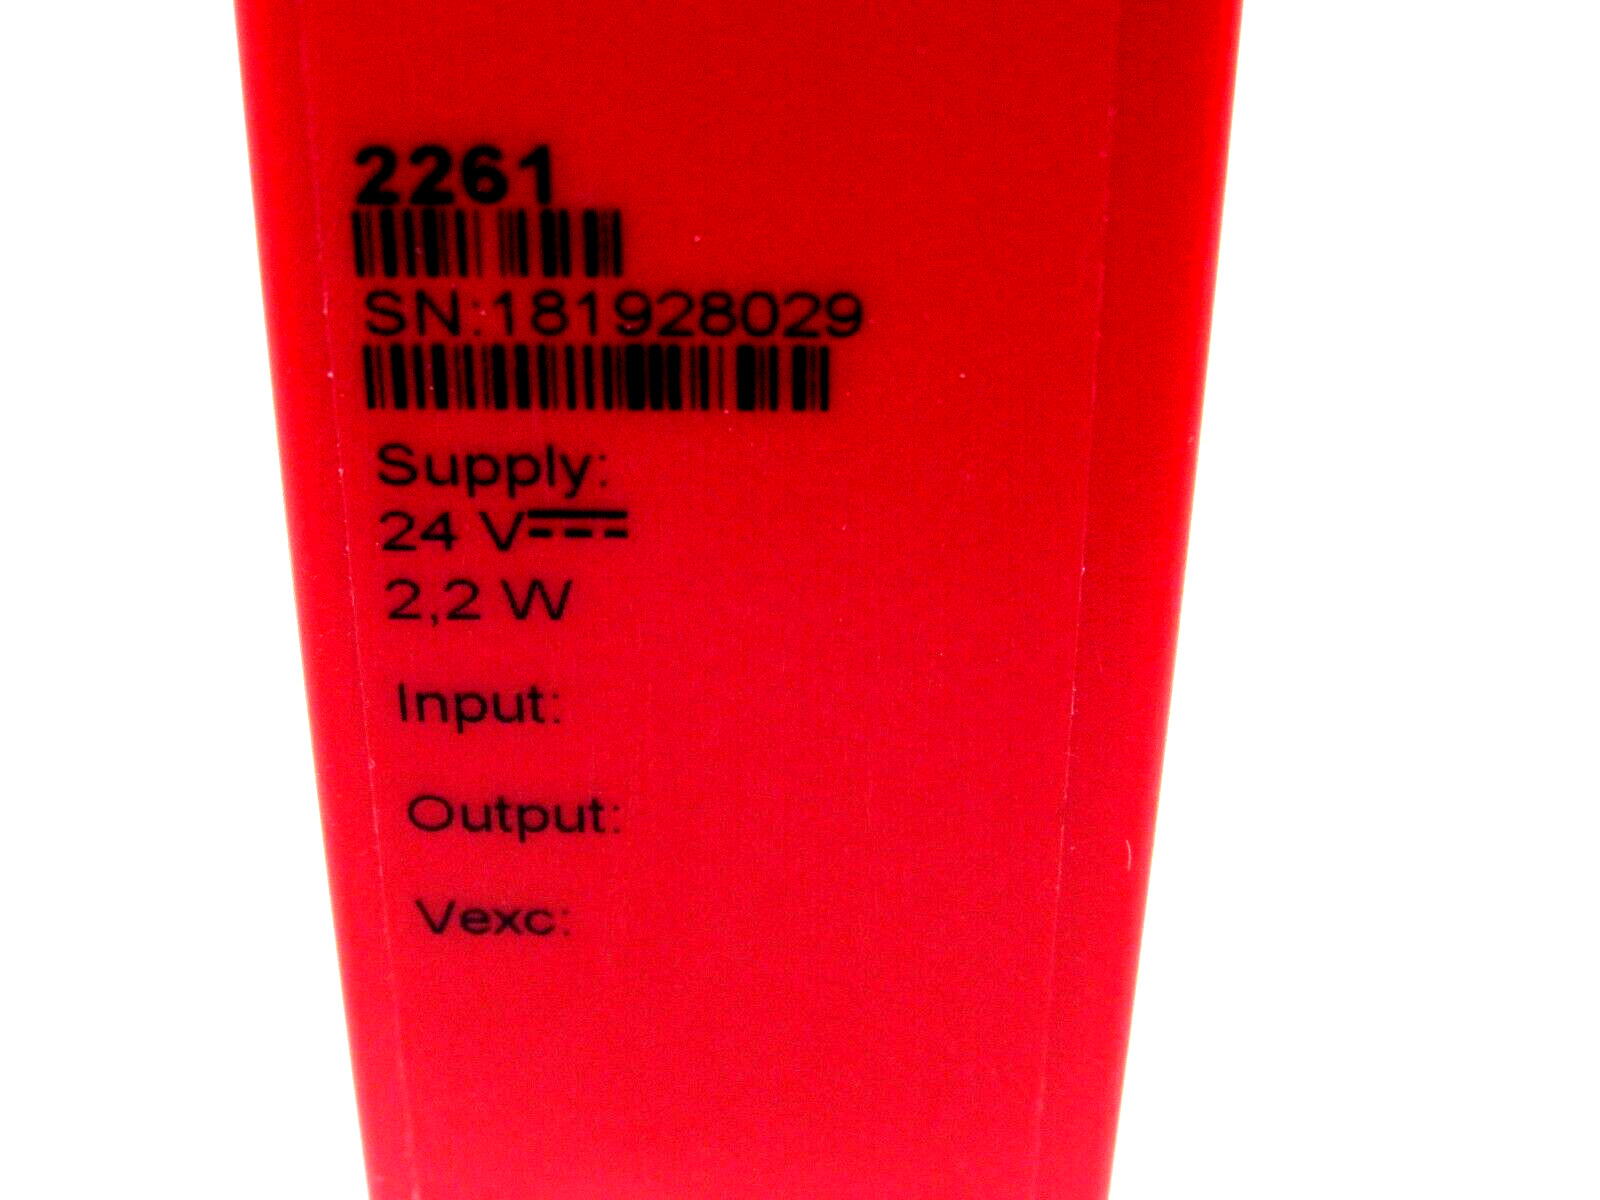 2261
SN:181928029
Supply:
24 V⎓
2,2 W
Input:
Output:
Vexc: